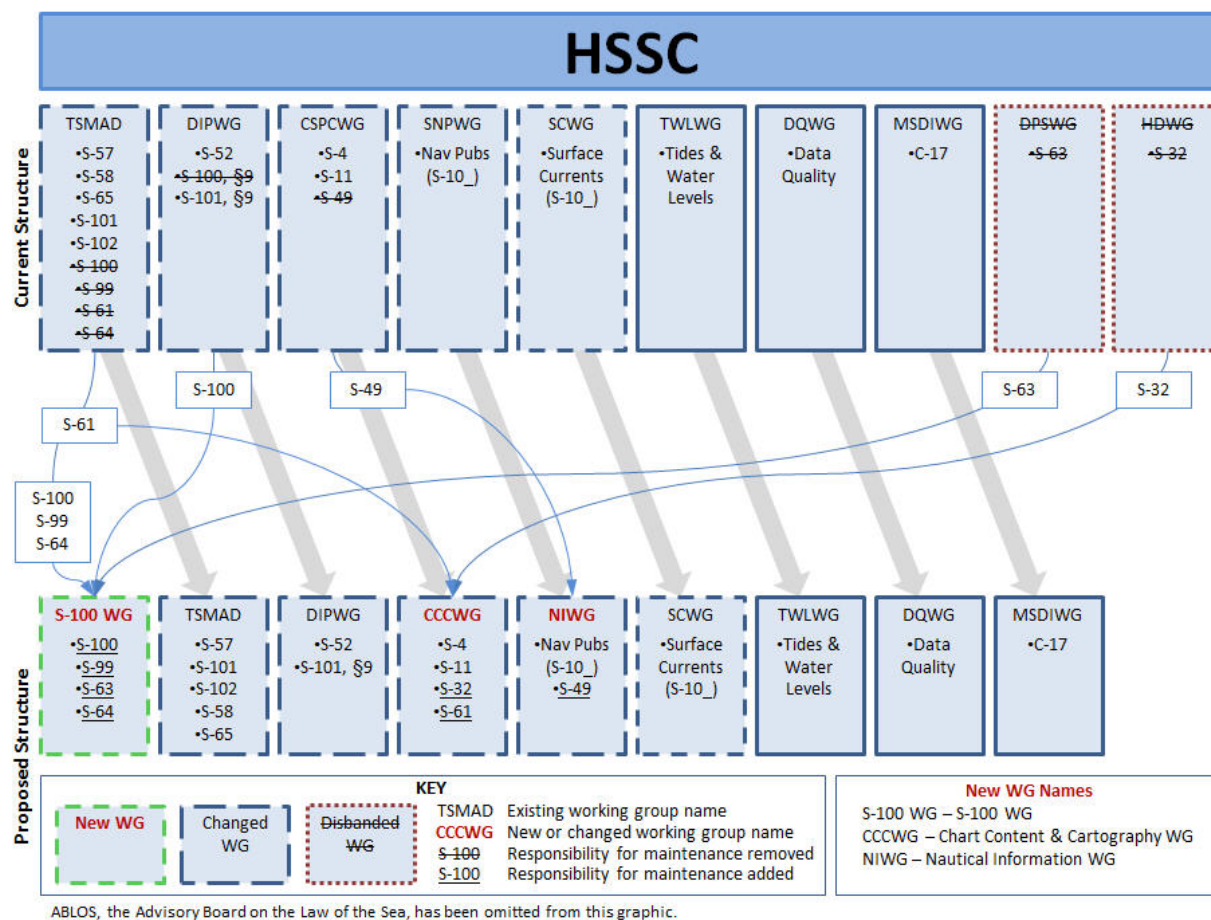 HSSC
Current Structure
TSMAD
•S-57
•S-58
•S-65
•S-101
•S-102
•S-100
•S-99
•S-61
•S-64
DIPWG
•S-52
•S-100, §9
•S-101, §9
CSPCWG
•S-4
•S-11
•S-49
SNPWG
•Nav Pubs
(S-10_)
SCWG
•Surface
Currents
(S-10_)
TWLWG
•Tides &
Water
Levels
DQWG
•Data
Quality
MSDIWG
•C-17
DPSWG
•S-63
HDWG
•S-32
S-100
S-49
S-63
S-32
S-61
S-100
S-99
S-64
Proposed Structure
S-100 WG
•S-100
•S-99
•S-63
•S-64
TSMAD
•S-57
•S-101
•S-102
•S-58
•S-65
DIPWG
•S-52
•S-101, §9
CCCWG
•S-4
•S-11
•S-32
•S-61
NIWG
•Nav Pubs
(S-10_)
•S-49
SCWG
•Surface
Currents
(S-10_)
TWLWG
•Tides &
Water
Levels
DQWG
•Data
Quality
MSDIWG
•C-17
KEY
New WG
Changed
WG
Disbanded
WG
TSMAD Existing working group name
CCCWG New or changed working group name
S-100 Responsibility for maintenance removed
S-100 Responsibility for maintenance added
New WG Names
S-100 WG – S-100 WG
CCCWG – Chart Content & Cartography WG
NIWG – Nautical Information WG
ABLOS, the Advisory Board on the Law of the Sea, has been omitted from this graphic.